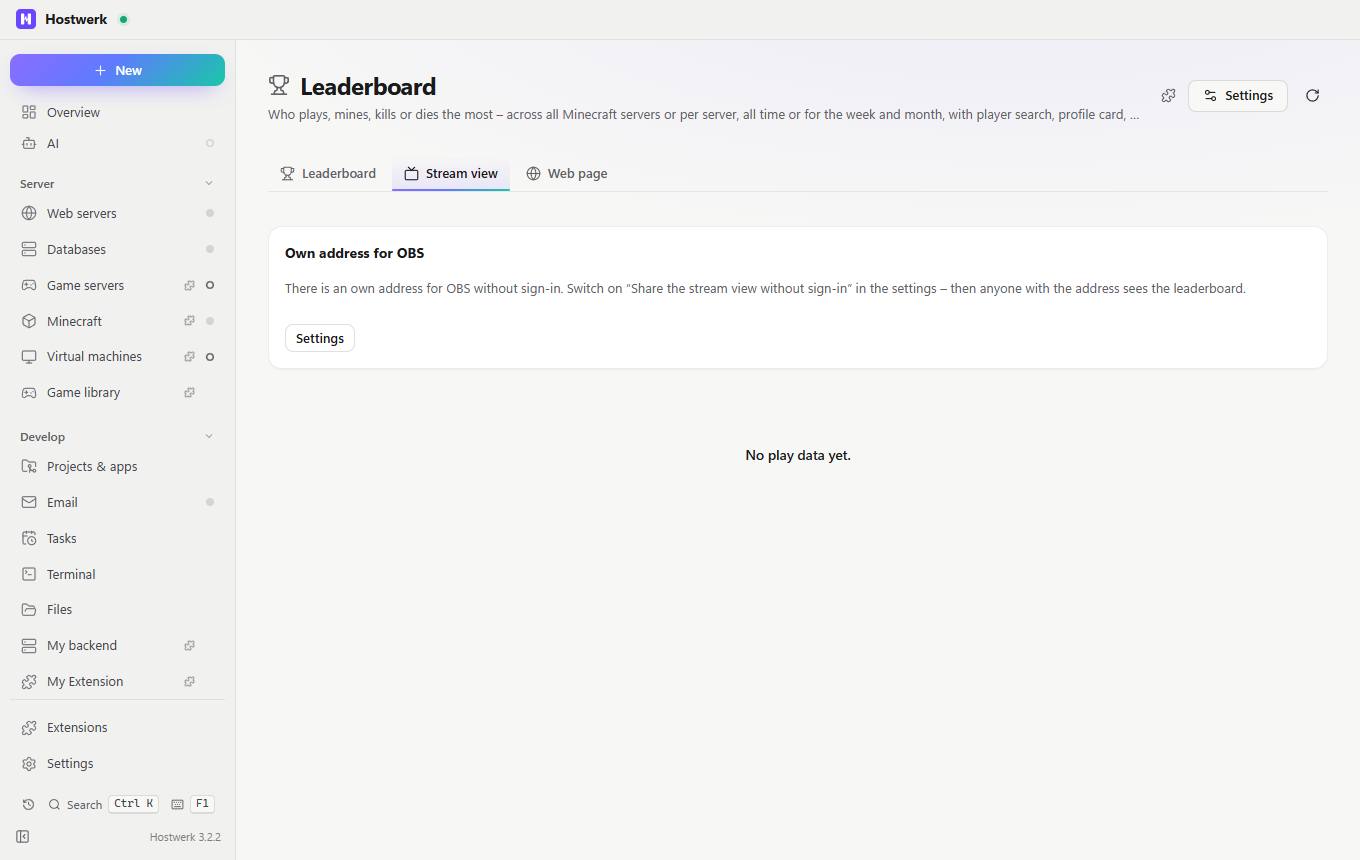 Hostwerk
New
Overview
AI
Server
Web servers
Databases
Game servers
Minecraft
Virtual machines
Game library
Develop
Projects & apps
Email
Tasks
Terminal
Files
My backend
My Extension
Extensions
Settings
Search Ctrl K F1
Hostwerk 3.2.2
Leaderboard
Who plays, mines, kills or dies the most – across all Minecraft servers or per server, all time or for the week and month, with player search, profile card, ...
Settings
Leaderboard Stream view Web page
Own address for OBS
There is an own address for OBS without sign-in. Switch on “Share the stream view without sign-in” in the settings – then anyone with the address sees the leaderboard.
Settings
No play data yet.